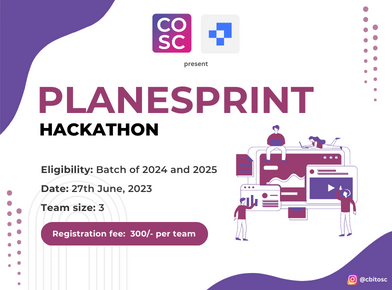 CO
SC
present
PLANESPRINT
HACKATHON
Eligibility: Batch of 2024 and 2025
Date: 27th June, 2023
Team size: 3
Registration fee: 300/- per team
@cbitosc